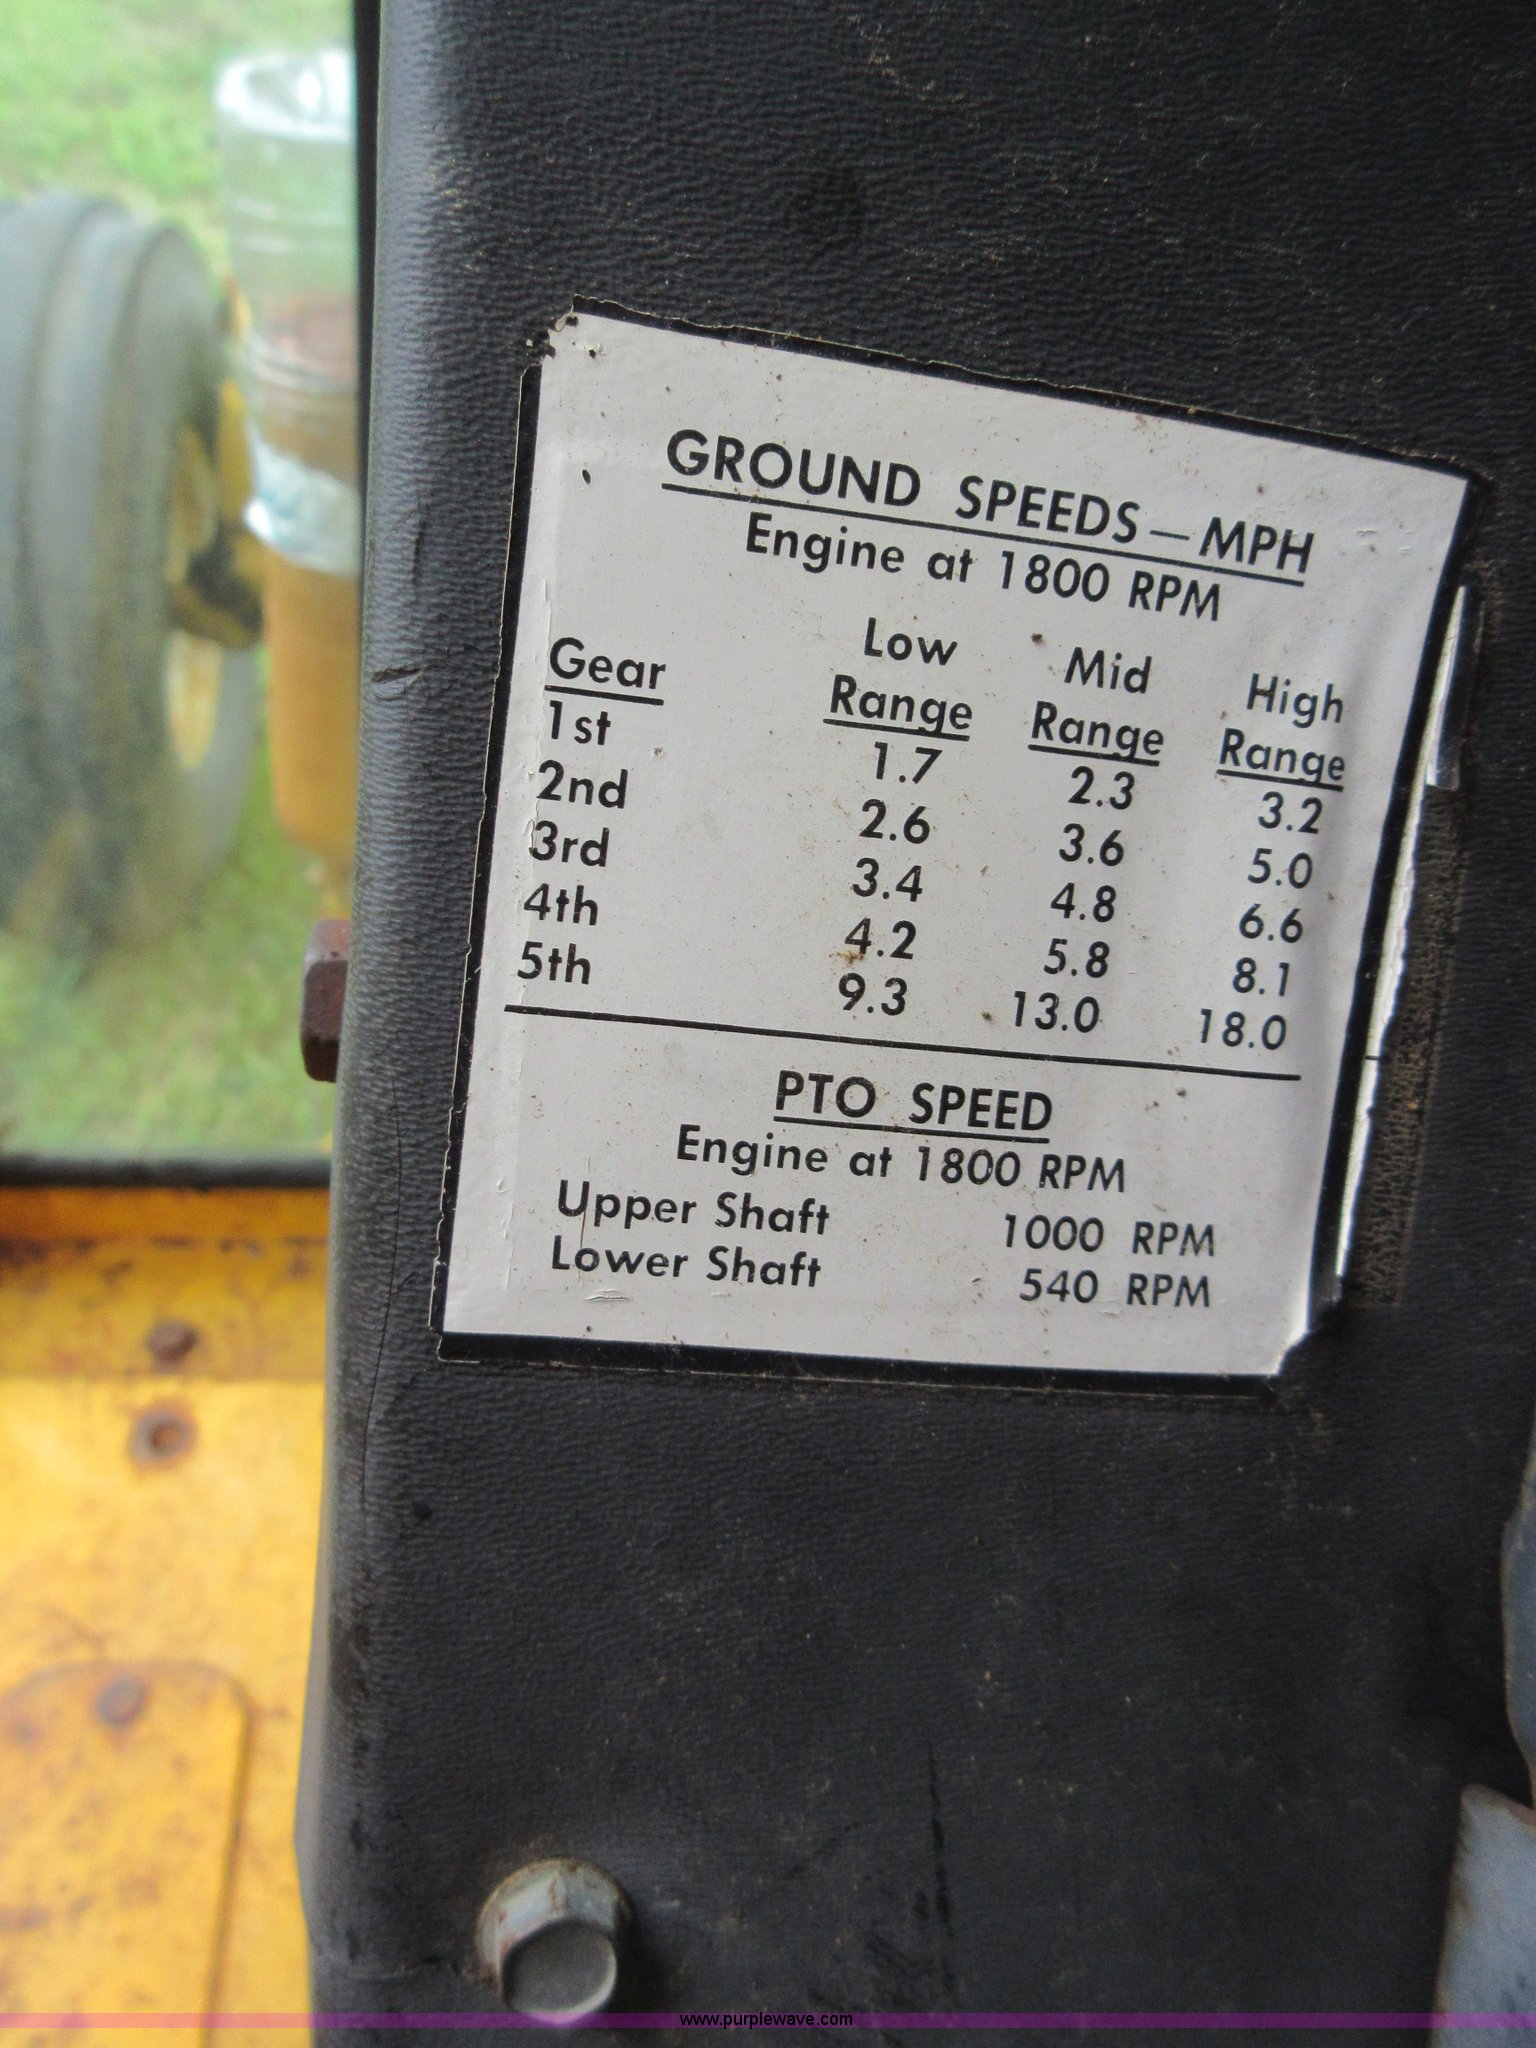 GROUND SPEEDS — MPH
Engine at 1800 RPM
Gear Low Range Mid Range High Range
1st 1.7 2.3 3.2
2nd 2.6 3.6 5.0
3rd 3.4 4.8 6.6
4th 4.2 5.8 8.1
5th 9.3 13.0 18.0
PTO SPEED
Engine at 1800 RPM
Upper Shaft 1000 RPM
Lower Shaft 540 RPM
www.purplewave.com